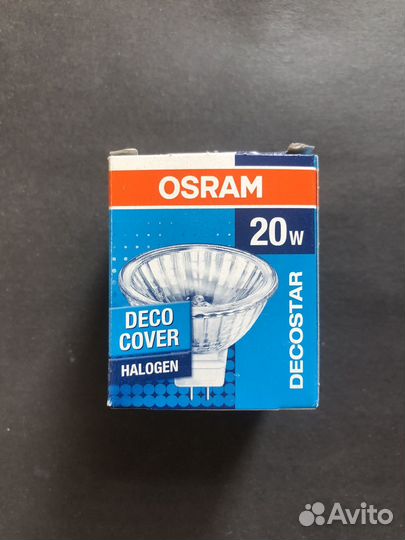 OSRAM
20W
DECO
COVER
HALOGEN
DECOSTAR
Avito